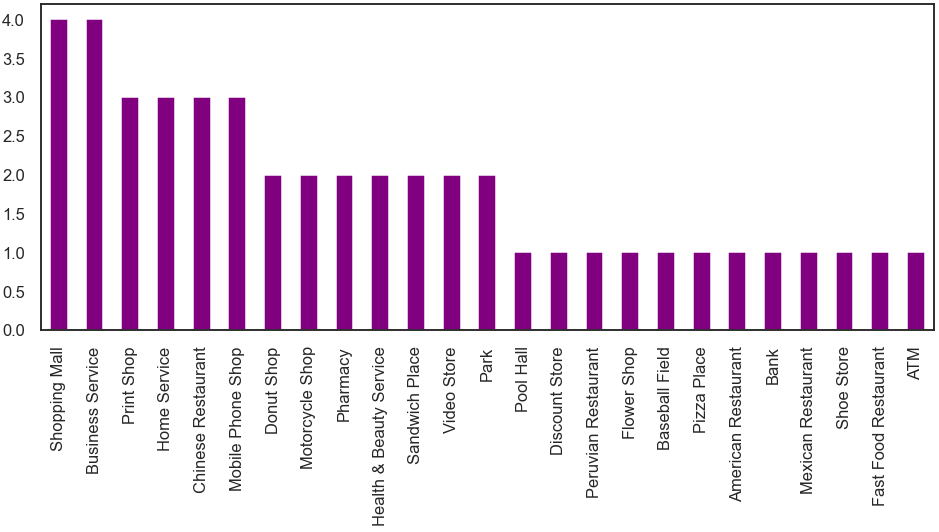 4.0
3.5
3.0
2.5
2.0
1.5
1.0
0.5
0.0
Shopping Mall
Business Service
Print Shop
Home Service
Chinese Restaurant
Mobile Phone Shop
Donut Shop
Motorcycle Shop
Pharmacy
Health & Beauty Service
Sandwich Place
Video Store
Park
Pool Hall
Discount Store
Peruvian Restaurant
Flower Shop
Baseball Field
Pizza Place
American Restaurant
Bank
Mexican Restaurant
Shoe Store
Fast Food Restaurant
ATM